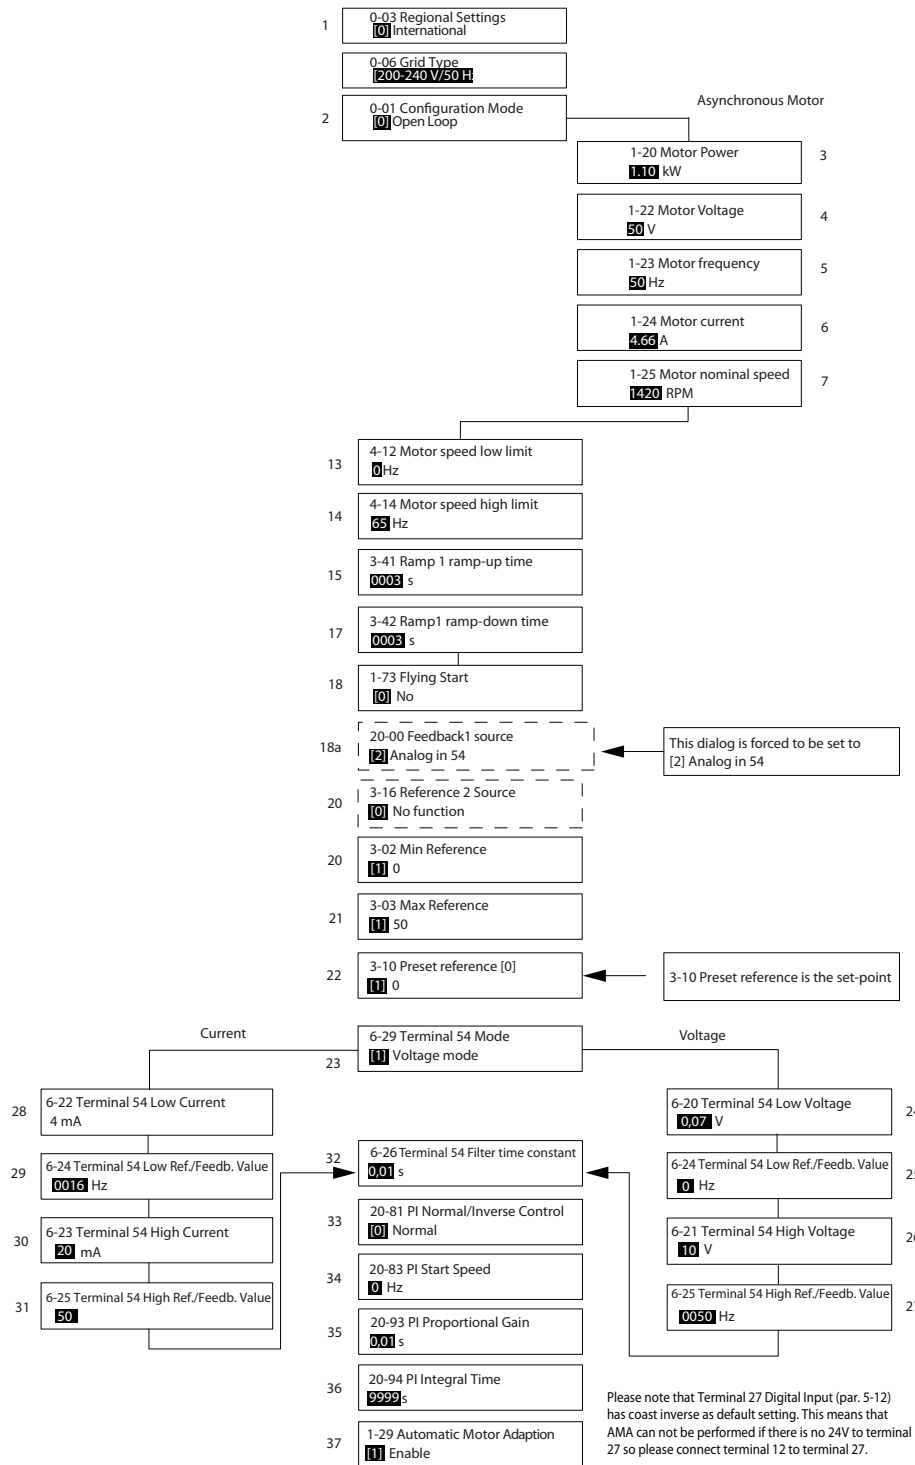 1
0-03 Regional Settings
[0] International
0-06 Grid Type
[200-240 V/50 H
2
0-01 Configuration Mode
[0] Open Loop
Asynchronous Motor
1-20 Motor Power
1.10 kW
3
1-22 Motor Voltage
50 V
4
1-23 Motor frequency
50 Hz
5
1-24 Motor current
4.66 A
6
1-25 Motor nominal speed
1420 RPM
7
13
4-12 Motor speed low limit
0 Hz
14
4-14 Motor speed high limit
65 Hz
15
3-41 Ramp 1 ramp-up time
0003 s
17
3-42 Ramp1 ramp-down time
0003 s
18
1-73 Flying Start
[0] No
18a
20-00 Feedback1 source
[2] Analog in 54
This dialog is forced to be set to
[2] Analog in 54
20
3-16 Reference 2 Source
[0] No function
20
3-02 Min Reference
[1] 0
21
3-03 Max Reference
[1] 50
22
3-10 Preset reference [0]
[1] 0
3-10 Preset reference is the set-point
Current
23
6-29 Terminal 54 Mode
[1] Voltage mode
Voltage
28
6-22 Terminal 54 Low Current
4 mA
29
6-24 Terminal 54 Low Ref./Feedb. Value
0016 Hz
30
6-23 Terminal 54 High Current
20 mA
31
6-25 Terminal 54 High Ref./Feedb. Value
50
6-20 Terminal 54 Low Voltage
0,07 V
6-24 Terminal 54 Low Ref./Feedb. Value
0 Hz
6-21 Terminal 54 High Voltage
10 V
6-25 Terminal 54 High Ref./Feedb. Value
0050 Hz
32
6-26 Terminal 54 Filter time constant
0,01 s
33
20-81 PI Normal/Inverse Control
[0] Normal
34
20-83 PI Start Speed
0 Hz
35
20-93 PI Proportional Gain
0,01 s
36
20-94 PI Integral Time
9999 s
37
1-29 Automatic Motor Adaption
[1] Enable
Please note that Terminal 27 Digital Input (par. 5-12)
has coast inverse as default setting. This means that
AMA can not be performed if there is no 24V to terminal
27 so please connect terminal 12 to terminal 27.